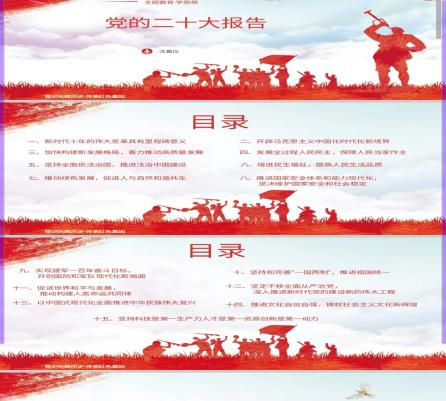 主题教育·学思想
党的二十大报告
铭记光辉历史·传承红色基因
目录
一、新时代十年的伟大变革具有里程碑意义
二、开辟马克思主义中国化时代化新境界
三、加快构建新发展格局，着力推动高质量发展
四、发展全过程人民民主，保障人民当家作主
五、坚持全面依法治国，推进法治中国建设
六、增进民生福祉，提高人民生活品质
七、推动绿色发展，促进人与自然和谐共生
八、推进国家安全体系和能力现代化，
坚决维护国家安全和社会稳定
铭记光辉历史·传承红色基因
目录
九、实现建军一百年奋斗目标，
开创国防和军队现代化新局面
十、坚持和完善“一国两制”，推进祖国统一
十一、促进世界和平与发展，
推动构建人类命运共同体
十二、坚定不移全面从严治党，
深入推进新时代党的建设新的伟大工程
十三、以中国式现代化全面推进中华民族伟大复兴
十四、推进文化自信自强，铸就社会主义文化新辉煌
十五、坚持科技是第一生产力人才是第一资源创新是第一动力
铭记光辉历史·传承红色基因